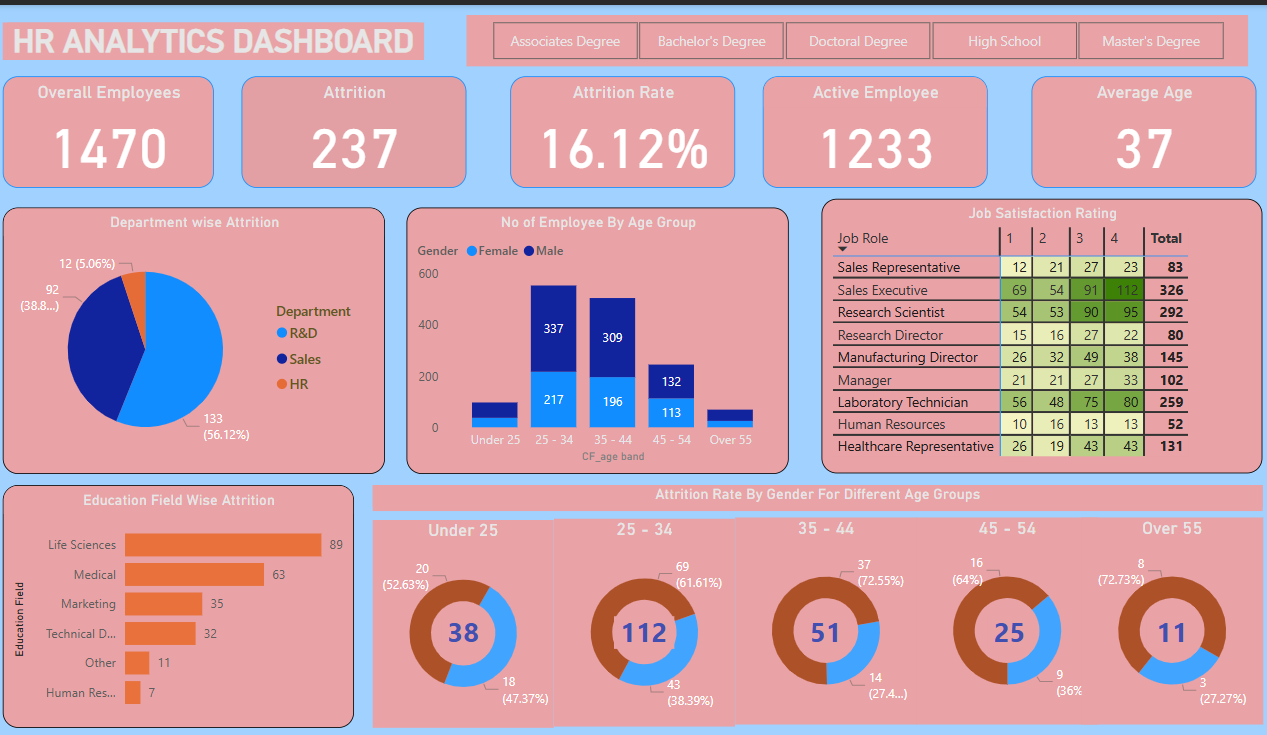 HR ANALYTICS DASHBOARD
Associates Degree
Bachelor's Degree
Doctoral Degree
High School
Master's Degree
Overall Employees
1470
Attrition
237
Attrition Rate
16.12%
Active Employee
1233
Average Age
37
Department wise Attrition
12 (5.06%)
92
(38.8...)
133
(56.12%)
Department
R&D
Sales
HR
No of Employee By Age Group
Gender Female Male
600
400
200
0
337
217
309
196
132
113
Under 25 25 - 34 35 - 44 45 - 54 Over 55
CF_age band
Job Satisfaction Rating
Job Role 1 2 3 4 Total
Sales Representative 12 21 27 23 83
Sales Executive 69 54 91 112 326
Research Scientist 54 53 90 95 292
Research Director 15 16 27 22 80
Manufacturing Director 26 32 49 38 145
Manager 21 21 27 33 102
Laboratory Technician 56 48 75 80 259
Human Resources 10 16 13 13 52
Healthcare Representative 26 19 43 43 131
Education Field Wise Attrition
Education Field
Life Sciences 89
Medical 63
Marketing 35
Technical D... 32
Other 11
Human Res... 7
Attrition Rate By Gender For Different Age Groups
Under 25
20
(52.63%)
38
18
(47.37%)
25 - 34
69
(61.61%)
112
43
(38.39%)
35 - 44
37
(72.55%)
51
14
(27.4...)
45 - 54
16
(64%)
25
9
(36%
Over 55
8
(72.73%)
11
3
(27.27%)